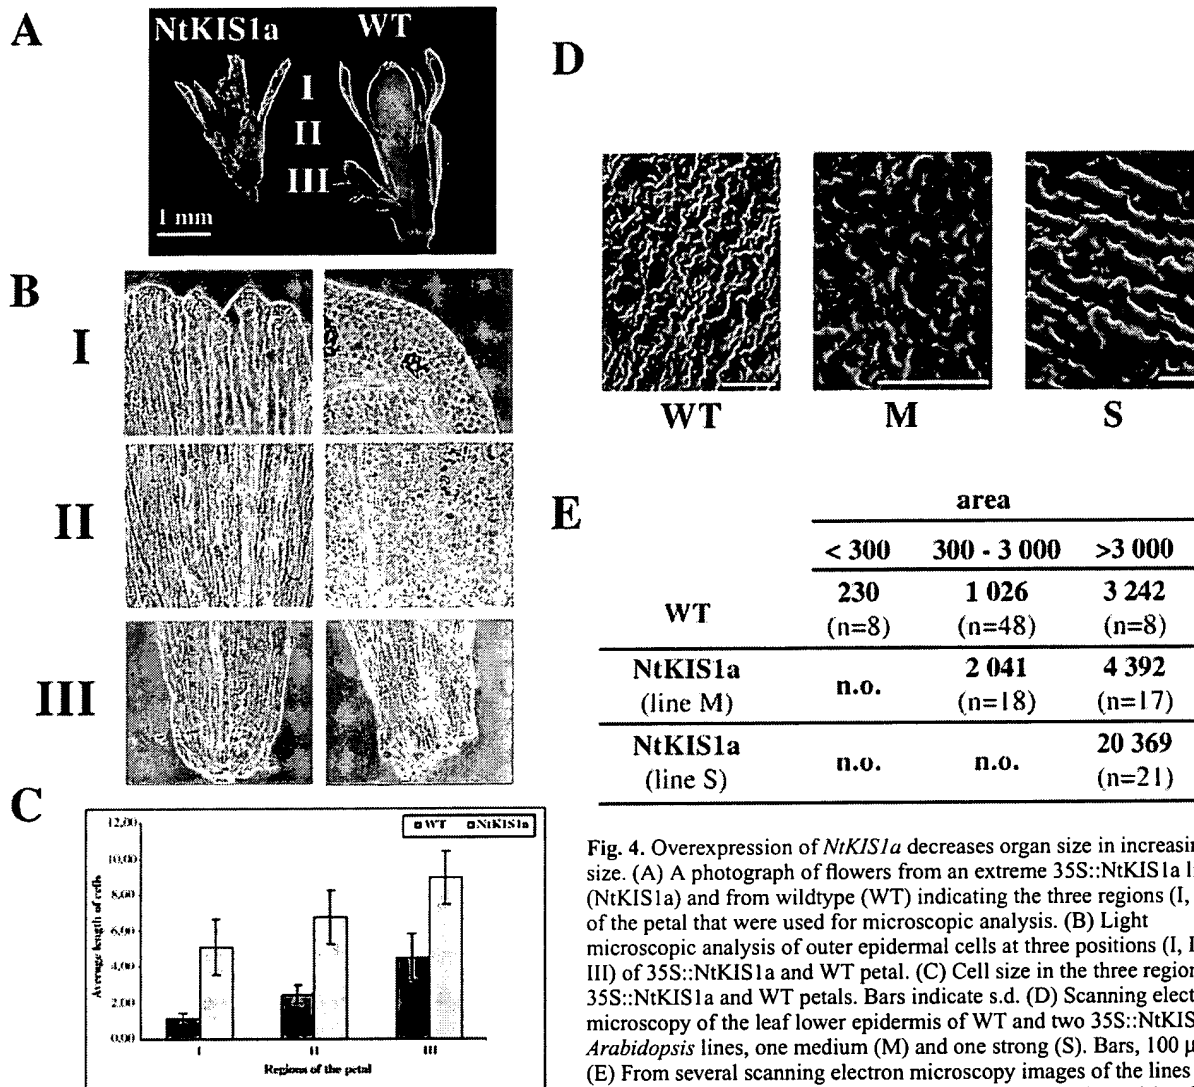 A
NtKIS1a WT
I
II
III
1 mm
B
I
II
III
C
12,00
10,00
8,00
6,00
4,00
2,00
0,00
Average length of cells
WT NtKIS1a
I II III
Regions of the petal
D
WT M S
E
area
< 300 300 - 3 000 >3 000
WT 230 1 026 3 242
(n=8) (n=48) (n=8)
NtKIS1a n.o. 2 041 4 392
(line M) (n=18) (n=17)
NtKIS1a n.o. n.o. 20 369
(line S) (n=21)
Fig. 4. Overexpression of NtKIS1a decreases organ size in increasin
size. (A) A photograph of flowers from an extreme 35S::NtKIS1a l
(NtKIS1a) and from wildtype (WT) indicating the three regions (I,
of the petal that were used for microscopic analysis. (B) Light
microscopic analysis of outer epidermal cells at three positions (I, I
III) of 35S::NtKIS1a and WT petal. (C) Cell size in the three region
35S::NtKIS1a and WT petals. Bars indicate s.d. (D) Scanning elect
microscopy of the leaf lower epidermis of WT and two 35S::NtKIS
Arabidopsis lines, one medium (M) and one strong (S). Bars, 100 µ
(E) From several scanning electron microscopy images of the lines